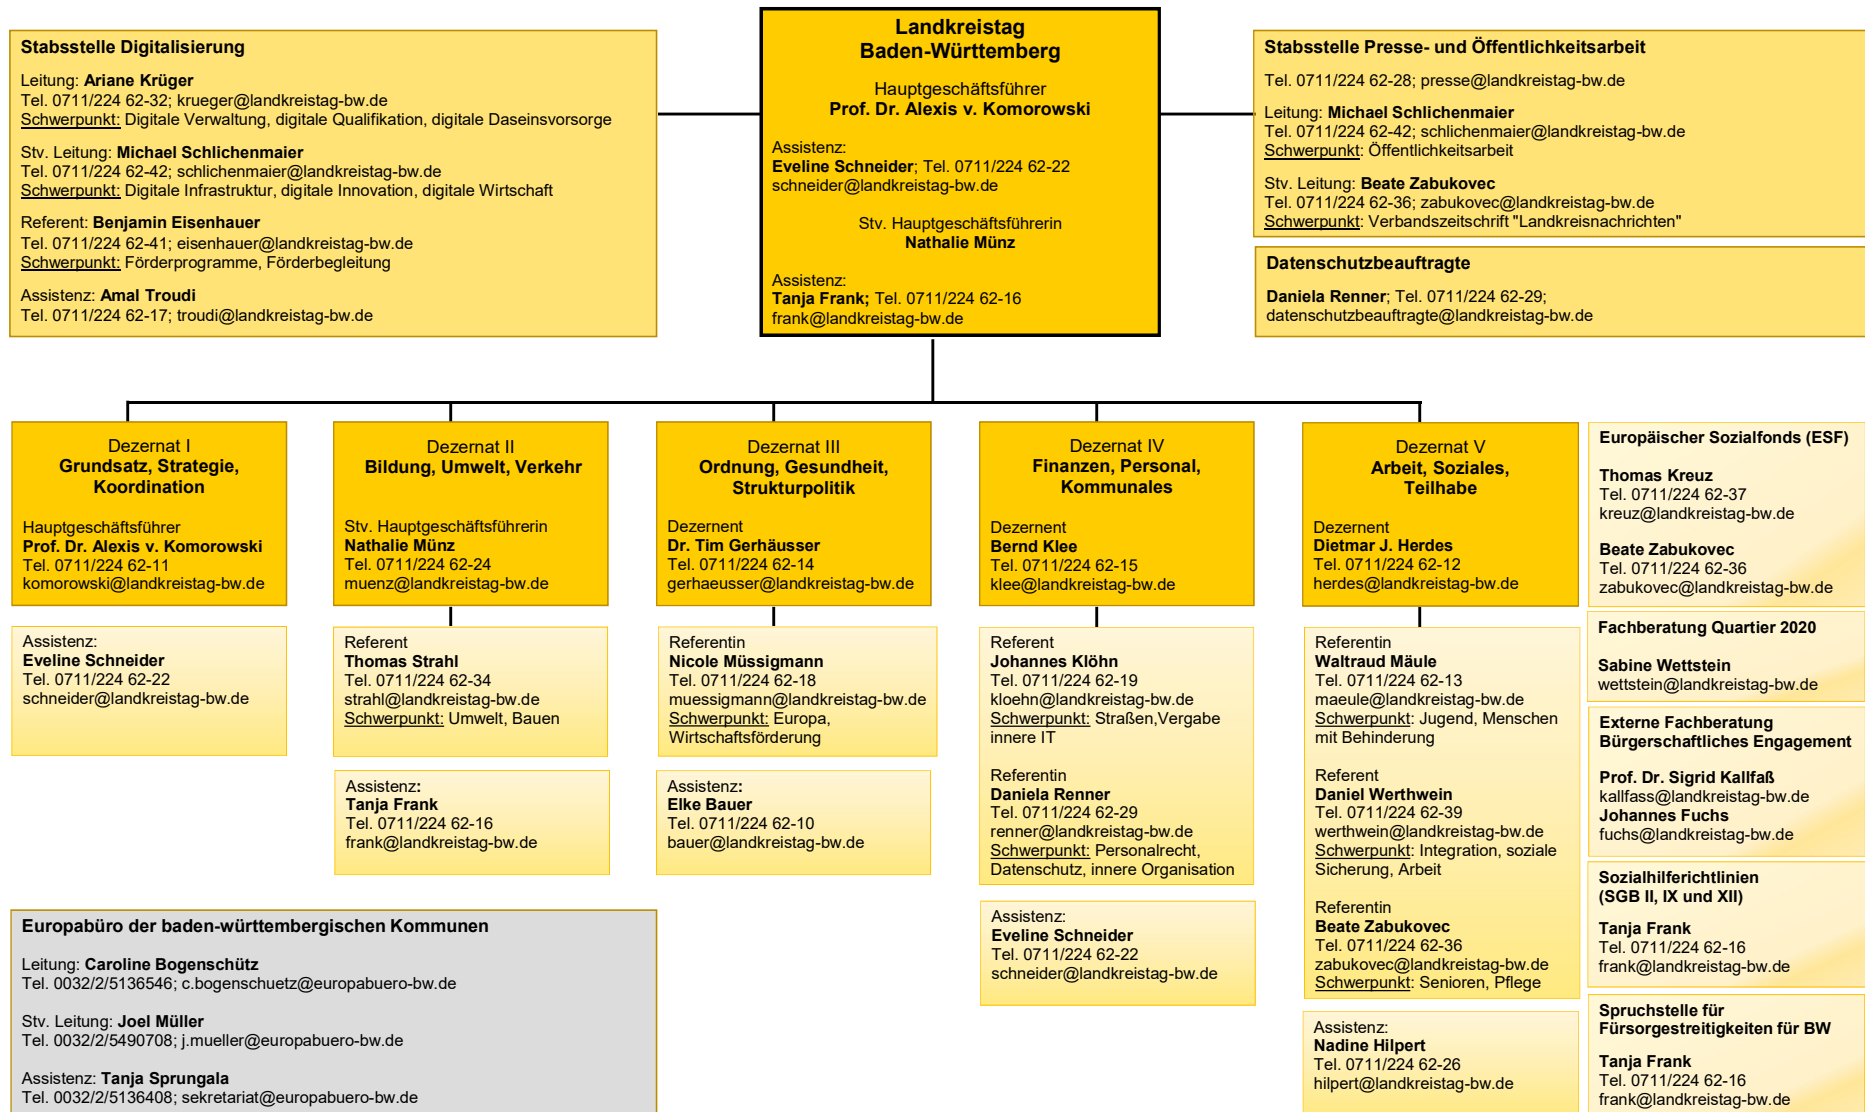 Stabsstelle Digitalisierung
Leitung: Ariane Krüger
Tel. 0711/224 62-32; krueger@landkreistag-bw.de
Schwerpunkt: Digitale Verwaltung, digitale Qualifikation, digitale Daseinsvorsorge
Stv. Leitung: Michael Schlichenmaier
Tel. 0711/224 62-42; schlichenmaier@landkreistag-bw.de
Schwerpunkt: Digitale Infrastruktur, digitale Innovation, digitale Wirtschaft
Referent: Benjamin Eisenhauer
Tel. 0711/224 62-41; eisenhauer@landkreistag-bw.de
Schwerpunkt: Förderprogramme, Förderbegleitung
Assistenz: Amal Troudi
Tel. 0711/224 62-17; troudi@landkreistag-bw.de
Landkreistag
Baden-Württemberg
Hauptgeschäftsführer
Prof. Dr. Alexis v. Komorowski
Assistenz:
Eveline Schneider; Tel. 0711/224 62-22
schneider@landkreistag-bw.de
Stv. Hauptgeschäftsführerin
Nathalie Münz
Assistenz:
Tanja Frank; Tel. 0711/224 62-16
frank@landkreistag-bw.de
Stabsstelle Presse- und Öffentlichkeitsarbeit
Tel. 0711/224 62-28; presse@landkreistag-bw.de
Leitung: Michael Schlichenmaier
Tel. 0711/224 62-42; schlichenmaier@landkreistag-bw.de
Schwerpunkt: Öffentlichkeitsarbeit
Stv. Leitung: Beate Zabukovec
Tel. 0711/224 62-36; zabukovec@landkreistag-bw.de
Schwerpunkt: Verbandszeitschrift "Landkreisnachrichten"
Datenschutzbeauftragte
Daniela Renner; Tel. 0711/224 62-29;
datenschutzbeauftragte@landkreistag-bw.de
Dezernat I
Grundsatz, Strategie,
Koordination
Hauptgeschäftsführer
Prof. Dr. Alexis v. Komorowski
Tel. 0711/224 62-11
komorowski@landkreistag-bw.de
Assistenz:
Eveline Schneider
Tel. 0711/224 62-22
schneider@landkreistag-bw.de
Dezernat II
Bildung, Umwelt, Verkehr
Stv. Hauptgeschäftsführerin
Nathalie Münz
Tel. 0711/224 62-24
muenz@landkreistag-bw.de
Referent
Thomas Strahl
Tel. 0711/224 62-34
strahl@landkreistag-bw.de
Schwerpunkt: Umwelt, Bauen
Assistenz:
Tanja Frank
Tel. 0711/224 62-16
frank@landkreistag-bw.de
Dezernat III
Ordnung, Gesundheit,
Strukturpolitik
Dezernent
Dr. Tim Gerhäusser
Tel. 0711/224 62-14
gerhaeusser@landkreistag-bw.de
Referentin
Nicole Müssigmann
Tel. 0711/224 62-18
muessigmann@landkreistag-bw.de
Schwerpunkt: Europa,
Wirtschaftsförderung
Assistenz:
Elke Bauer
Tel. 0711/224 62-10
bauer@landkreistag-bw.de
Dezernat IV
Finanzen, Personal,
Kommunales
Dezernent
Bernd Klee
Tel. 0711/224 62-15
klee@landkreistag-bw.de
Referent
Johannes Klöhn
Tel. 0711/224 62-19
kloehn@landkreistag-bw.de
Schwerpunkt: Straßen,Vergabe
innere IT
Referentin
Daniela Renner
Tel. 0711/224 62-29
renner@landkreistag-bw.de
Schwerpunkt: Personalrecht,
Datenschutz, innere Organisation
Assistenz:
Eveline Schneider
Tel. 0711/224 62-22
schneider@landkreistag-bw.de
Dezernat V
Arbeit, Soziales,
Teilhabe
Dezernent
Dietmar J. Herdes
Tel. 0711/224 62-12
herdes@landkreistag-bw.de
Referentin
Waltraud Mäule
Tel. 0711/224 62-13
maeule@landkreistag-bw.de
Schwerpunkt: Jugend, Menschen
mit Behinderung
Referent
Daniel Werthwein
Tel. 0711/224 62-39
werthwein@landkreistag-bw.de
Schwerpunkt: Integration, soziale
Sicherung, Arbeit
Referentin
Beate Zabukovec
Tel. 0711/224 62-36
zabukovec@landkreistag-bw.de
Schwerpunkt: Senioren, Pflege
Assistenz:
Nadine Hilpert
Tel. 0711/224 62-26
hilpert@landkreistag-bw.de
Europäischer Sozialfonds (ESF)
Thomas Kreuz
Tel. 0711/224 62-37
kreuz@landkreistag-bw.de
Beate Zabukovec
Tel. 0711/224 62-36
zabukovec@landkreistag-bw.de
Fachberatung Quartier 2020
Sabine Wettstein
wettstein@landkreistag-bw.de
Externe Fachberatung
Bürgerschaftliches Engagement
Prof. Dr. Sigrid Kallfaß
kallfass@landkreistag-bw.de
Johannes Fuchs
fuchs@landkreistag-bw.de
Sozialhilferichtlinien
(SGB II, IX und XII)
Tanja Frank
Tel. 0711/224 62-16
frank@landkreistag-bw.de
Spruchstelle für
Fürsorgestreitigkeiten für BW
Tanja Frank
Tel. 0711/224 62-16
frank@landkreistag-bw.de
Europabüro der baden-württembergischen Kommunen
Leitung: Caroline Bogenschütz
Tel. 0032/2/5136546; c.bogenschuetz@europabuero-bw.de
Stv. Leitung: Joel Müller
Tel. 0032/2/5490708; j.mueller@europabuero-bw.de
Assistenz: Tanja Sprungala
Tel. 0032/2/5136408; sekretariat@europabuero-bw.de